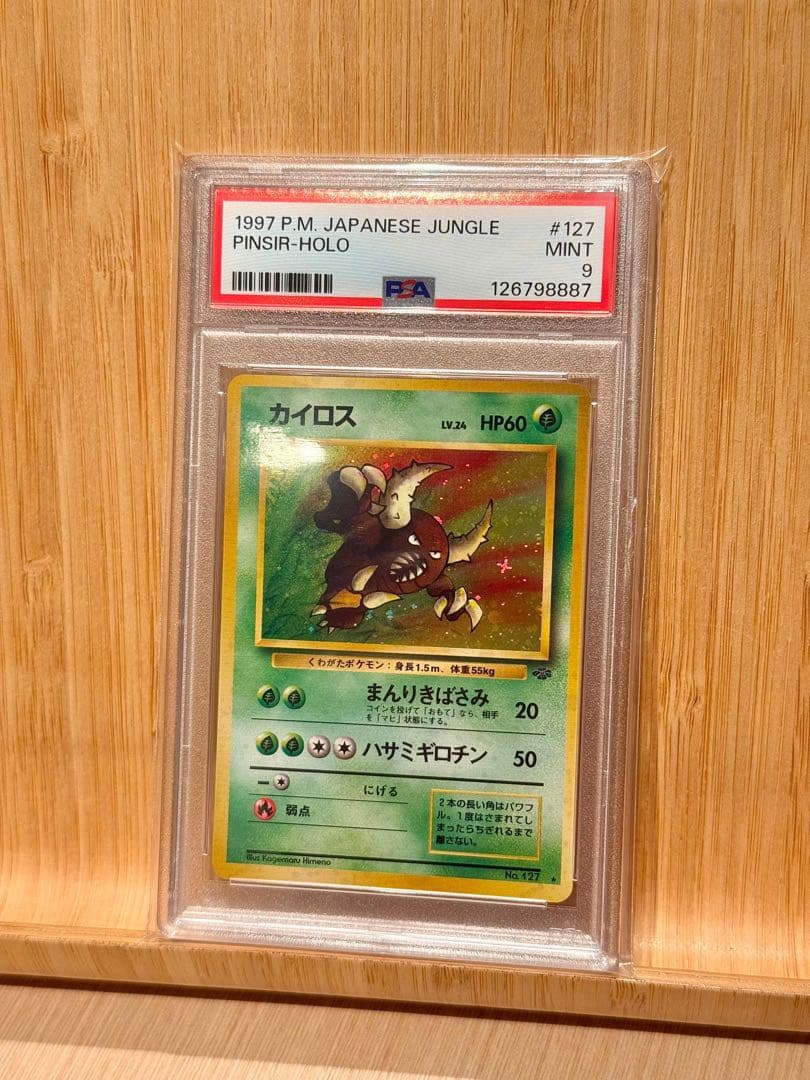 1997 P.M. JAPANESE JUNGLE #127
PINSIR-HOLO MINT
9
PSA 126798887
カイロス LV.24 HP60
くわがたポケモン：身長1.5m、体重55kg
まんりきばさみ 20
コインを投げて「おもて」なら、相手
を「マヒ」状態にする。
ハサミギロチン 50
にげる
弱点
2本の長い角はパワフ
ル。1度はさまれてし
まったらちぎれるまで
離さない。
Illus. Kagemaru Himeno
No. 127 ★